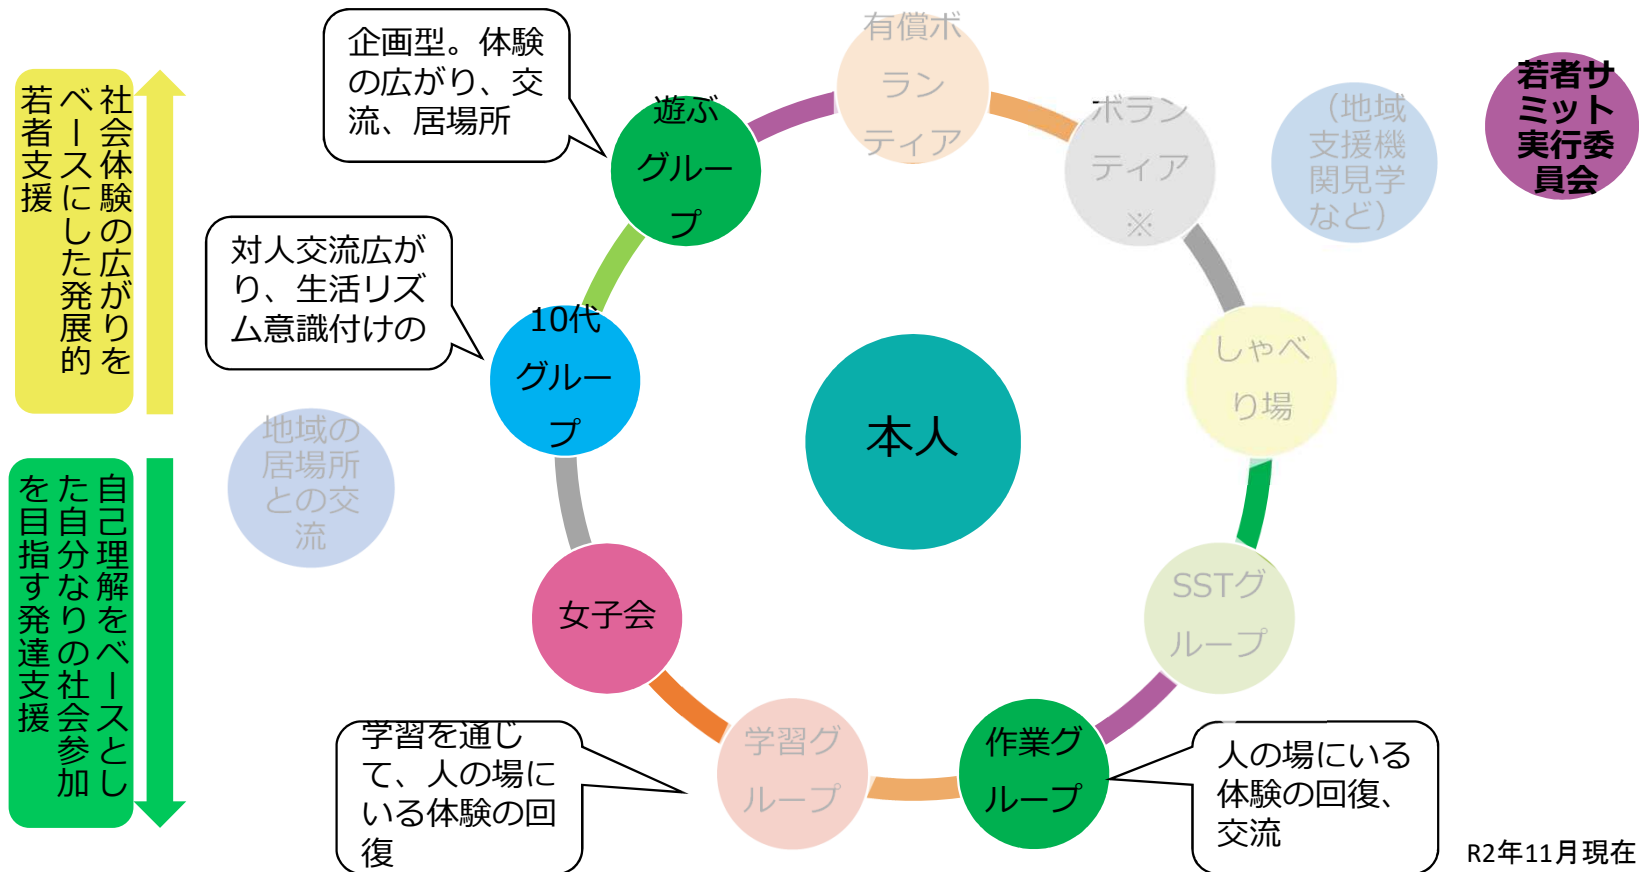 社会体験の広がりを
ベースにした発展的
若者支援
自己理解をベースとし
た自分なりの社会参加
を目指す発達支援
企画型。体験
の広がり、交
流、居場所
対人交流広が
り、生活リズ
ム意識付けの
遊ぶ
グルー
プ
有償ボ
ラン
ティア
ボラン
ティア
※
（地域
支援機
関見学
など）
若者サ
ミット
実行委
員会
10代
グルー
プ
しゃべ
り場
本人
地域の
居場所
との交
流
女子会
SSTグ
ループ
学習を通じ
て、人の場に
いる体験の回
復
学習グ
ループ
作業グ
ループ
人の場にいる
体験の回復、
交流
R2年11月現在